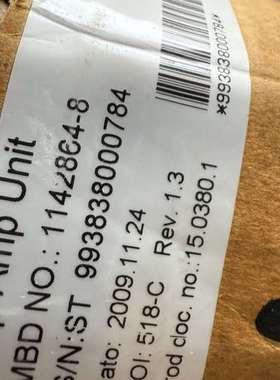 Amp Unit
MBD NO.: 1142864-8
S/N:ST 993838000784
ato: 2009.11.24
OI: 518-C Rev. 1.3
rod doc. no.:15.0380.1
*993838000784*